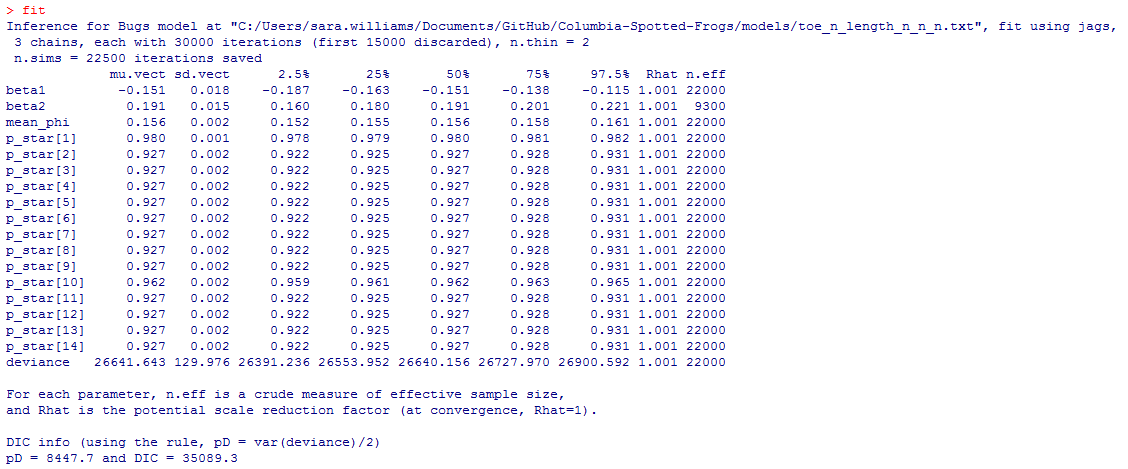 > fit
Inference for Bugs model at "C:/Users/sara.williams/Documents/GitHub/Columbia-Spotted-Frogs/models/toe_n_length_n_n_n.txt", fit using jags,
 3 chains, each with 30000 iterations (first 15000 discarded), n.thin = 2
 n.sims = 22500 iterations saved
             mu.vect sd.vect      2.5%       25%       50%       75%     97.5%  Rhat n.eff
beta1         -0.151   0.018    -0.187    -0.163    -0.151    -0.138    -0.115 1.001 22000
beta2          0.191   0.015     0.160     0.180     0.191     0.201     0.221 1.001  9300
mean_phi       0.156   0.002     0.152     0.155     0.156     0.158     0.161 1.001 22000
p_star[1]      0.980   0.001     0.978     0.979     0.980     0.981     0.982 1.001 22000
p_star[2]      0.927   0.002     0.922     0.925     0.927     0.928     0.931 1.001 22000
p_star[3]      0.927   0.002     0.922     0.925     0.927     0.928     0.931 1.001 22000
p_star[4]      0.927   0.002     0.922     0.925     0.927     0.928     0.931 1.001 22000
p_star[5]      0.927   0.002     0.922     0.925     0.927     0.928     0.931 1.001 22000
p_star[6]      0.927   0.002     0.922     0.925     0.927     0.928     0.931 1.001 22000
p_star[7]      0.927   0.002     0.922     0.925     0.927     0.928     0.931 1.001 22000
p_star[8]      0.927   0.002     0.922     0.925     0.927     0.928     0.931 1.001 22000
p_star[9]      0.927   0.002     0.922     0.925     0.927     0.928     0.931 1.001 22000
p_star[10]     0.962   0.002     0.959     0.961     0.962     0.963     0.965 1.001 22000
p_star[11]     0.927   0.002     0.922     0.925     0.927     0.928     0.931 1.001 22000
p_star[12]     0.927   0.002     0.922     0.925     0.927     0.928     0.931 1.001 22000
p_star[13]     0.927   0.002     0.922     0.925     0.927     0.928     0.931 1.001 22000
p_star[14]     0.927   0.002     0.922     0.925     0.927     0.928     0.931 1.001 22000
deviance   26641.643 129.976 26391.236 26553.952 26640.156 26727.970 26900.592 1.001 22000

For each parameter, n.eff is a crude measure of effective sample size,
and Rhat is the potential scale reduction factor (at convergence, Rhat=1).

DIC info (using the rule, pD = var(deviance)/2)
pD = 8447.7 and DIC = 35089.3